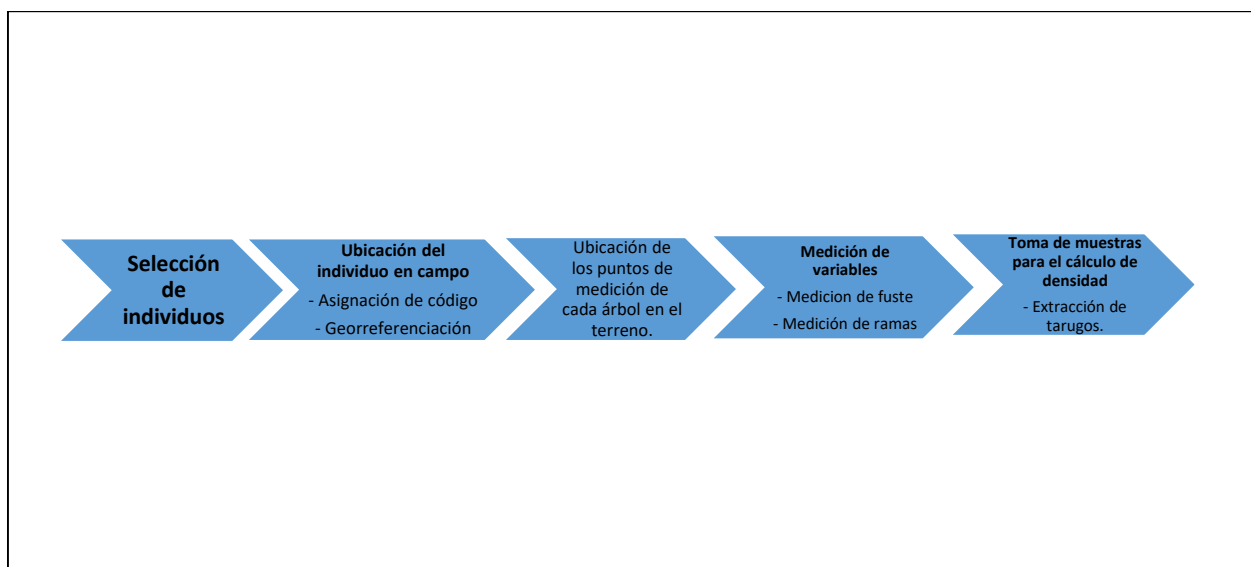 Selección
de
individuos
Ubicación del
individuo en campo
- Asignación de código
- Georreferenciación
Ubicación de
los puntos de
medición de
cada árbol en el
terreno.
Medición de
variables
- Medicion de fuste
- Medición de ramas
Toma de muestras
para el cálculo de
densidad
- Extracción de
tarugos.